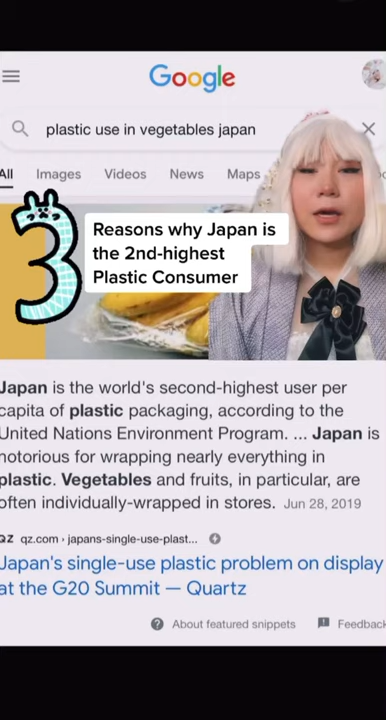 Google
plastic use in vegetables japan
All Images Videos News Maps
3
Reasons why Japan is
the 2nd-highest
Plastic Consumer
Japan is the world's second-highest user per
capita of plastic packaging, according to the
United Nations Environment Program. ... Japan is
notorious for wrapping nearly everything in
plastic. Vegetables and fruits, in particular, are
often individually-wrapped in stores. Jun 28, 2019
QZ qz.com › japans-single-use-plast...
Japan's single-use plastic problem on display
at the G20 Summit — Quartz
About featured snippets Feedback